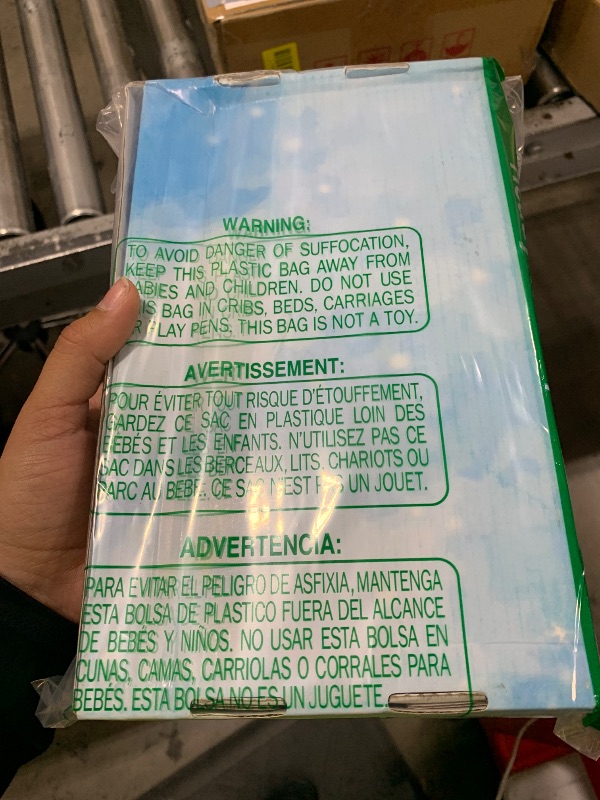 WARNING:
TO AVOID DANGER OF SUFFOCATION,
KEEP THIS PLASTIC BAG AWAY FROM
ABIES AND CHILDREN. DO NOT USE
IS BAG IN CRIBS, BEDS, CARRIAGES
R PLAY PENS. THIS BAG IS NOT A TOY.
AVERTISSEMENT:
POUR ÉVITER TOUT RISQUE D'ÉTOUFFEMENT,
GARDEZ CE SAC EN PLASTIQUE LOIN DES
BÉBÉS ET LES ENFANTS. N'UTILISEZ PAS CE
SAC DANS LES BERCEAUX, LITS, CHARIOTS OU
PARC AU BÉBÉ. CE SAC N'EST PAS UN JOUET.
ADVERTENCIA:
PARA EVITAR EL PELIGRO DE ASFIXIA, MANTENGA
ESTA BOLSA DE PLASTICO FUERA DEL ALCANCE
DE BEBÉS Y NIÑOS. NO USAR ESTA BOLSA EN
CUNAS, CAMAS, CARRIOLAS O CORRALES PARA
BEBÉS. ESTA BOLSA NO ES UN JUGUETE.